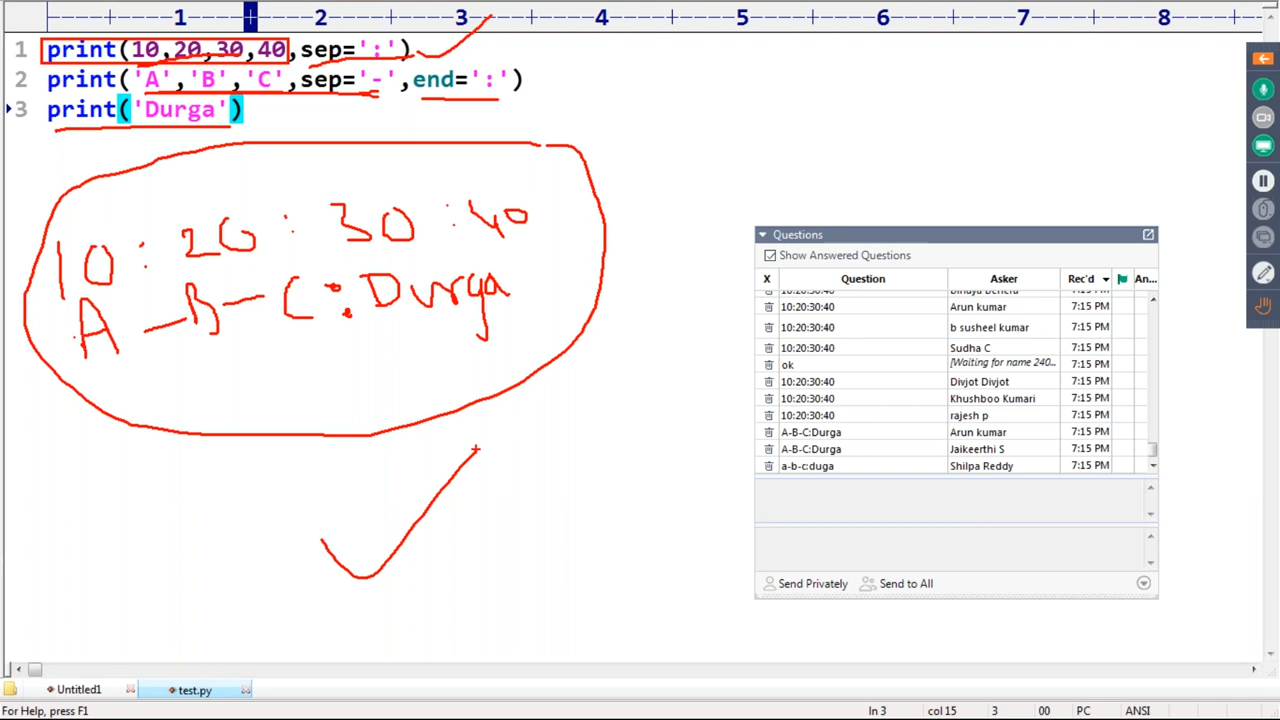 ----+----1----+----2----+----3----+----4----+----5----+----6----+----7----+----8----+-
1 print(10,20,30,40,sep=':')
2 print('A','B','C',sep='-',end=':')
3 print('Durga')
10:20:30:40
A-B-C:Durga
Questions
Show Answered Questions
X Question Asker Rec'd An...
10:20:30:40 Arun kumar 7:15 PM
10:20:30:40 b susheel kumar 7:15 PM
10:20:30:40 Sudha C 7:15 PM
ok [Waiting for name 240... 7:15 PM
10:20:30:40 Divjot Divjot 7:15 PM
10:20:30:40 Khushboo Kumari 7:15 PM
10:20:30:40 rajesh p 7:15 PM
A-B-C:Durga Arun kumar 7:15 PM
A-B-C:Durga Jaikeerthi S 7:15 PM
a-b-c:duga Shilpa Reddy 7:15 PM
Send Privately Send to All
Untitled1 test.py
For Help, press F1 ln 3 col 15 3 00 PC ANSI